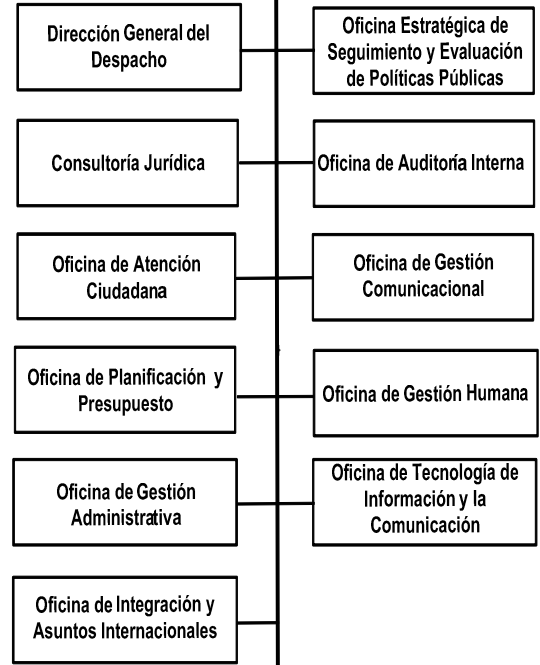 Dirección General del
Despacho
Oficina Estratégica de
Seguimiento y Evaluación
de Políticas Públicas
Consultoría Jurídica
Oficina de Auditoría Interna
Oficina de Atención
Ciudadana
Oficina de Gestión
Comunicacional
Oficina de Planificación y
Presupuesto
Oficina de Gestión Humana
Oficina de Gestión
Administrativa
Oficina de Tecnología de
Información y la
Comunicación
Oficina de Integración y
Asuntos Internacionales